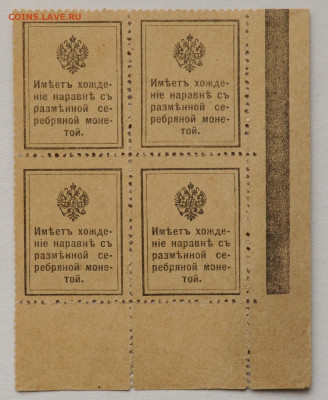 COINS.LAVE.RU
Имѣетъ хожде-
ніе наравнѣ съ
размѣнной се-
ребряной моне-
той.
Имѣетъ хожде-
ніе наравнѣ съ
размѣнной се-
ребряной моне-
той.
Имѣетъ хожде-
ніе наравнѣ съ
размѣнной се-
ребряной моне-
той.
Имѣетъ хожде-
ніе наравнѣ съ
размѣнной се-
ребряной моне-
той.